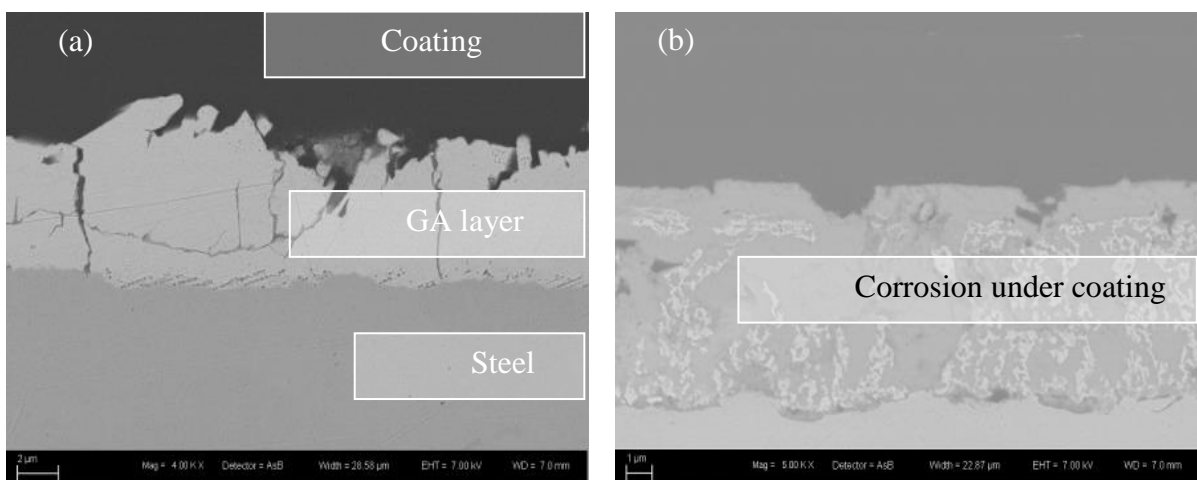 (a)
Coating
GA layer
Steel
2 µm
Mag = 4.00 K X Detector = AsB Width = 28.58 µm EHT = 7.00 kV WD = 7.0 mm
(b)
Corrosion under coating
1 µm
Mag = 5.00 K X Detector = AsB Width = 22.87 µm EHT = 7.00 kV WD = 7.0 mm